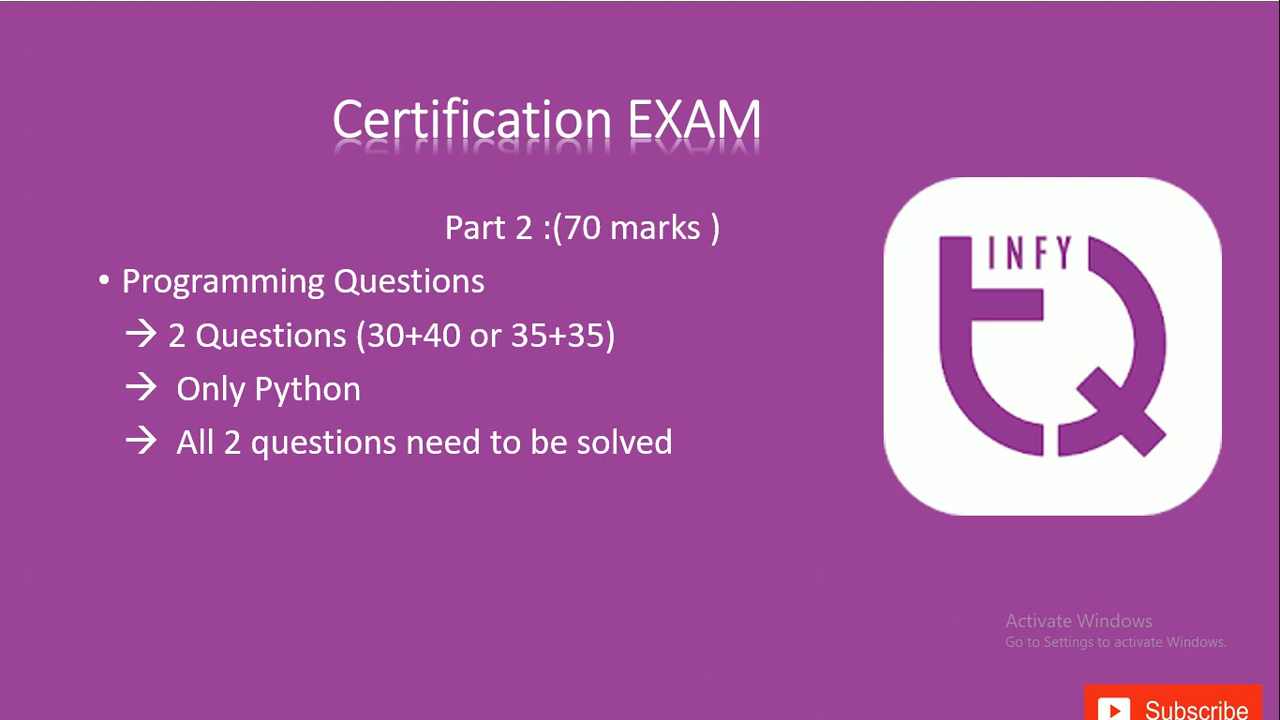 Certification EXAM
Part 2 :(70 marks )
• Programming Questions
→ 2 Questions (30+40 or 35+35)
→ Only Python
→ All 2 questions need to be solved
INFY
TQ
Activate Windows
Go to Settings to activate Windows.
Subscribe